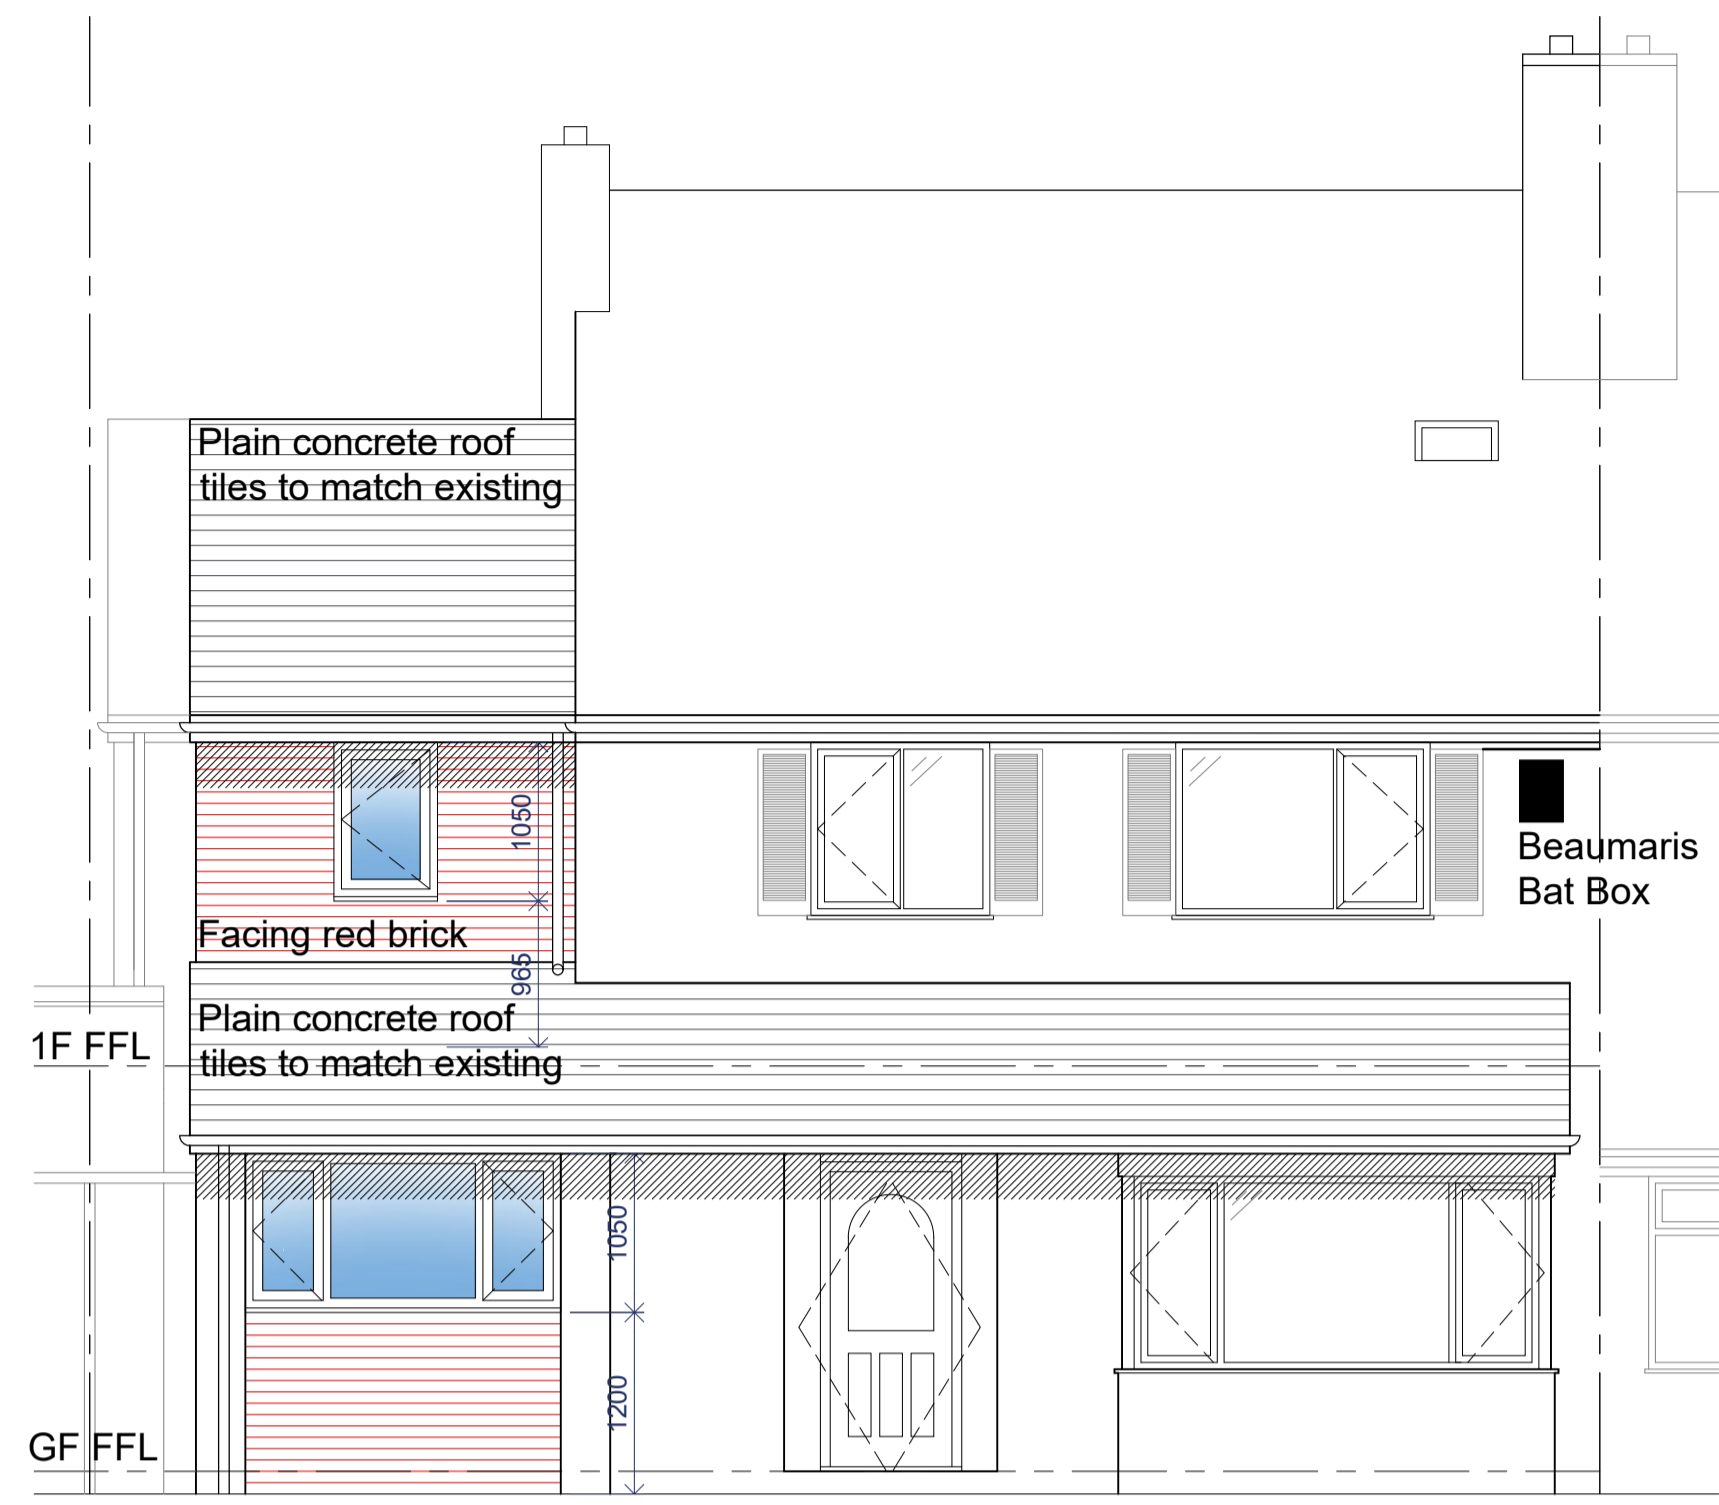 Plain concrete roof
tiles to match existing
1050
Beaumaris
Bat Box
Facing red brick
965
Plain concrete roof
1F FFL
tiles to match existing
1050
1200
GF FFL